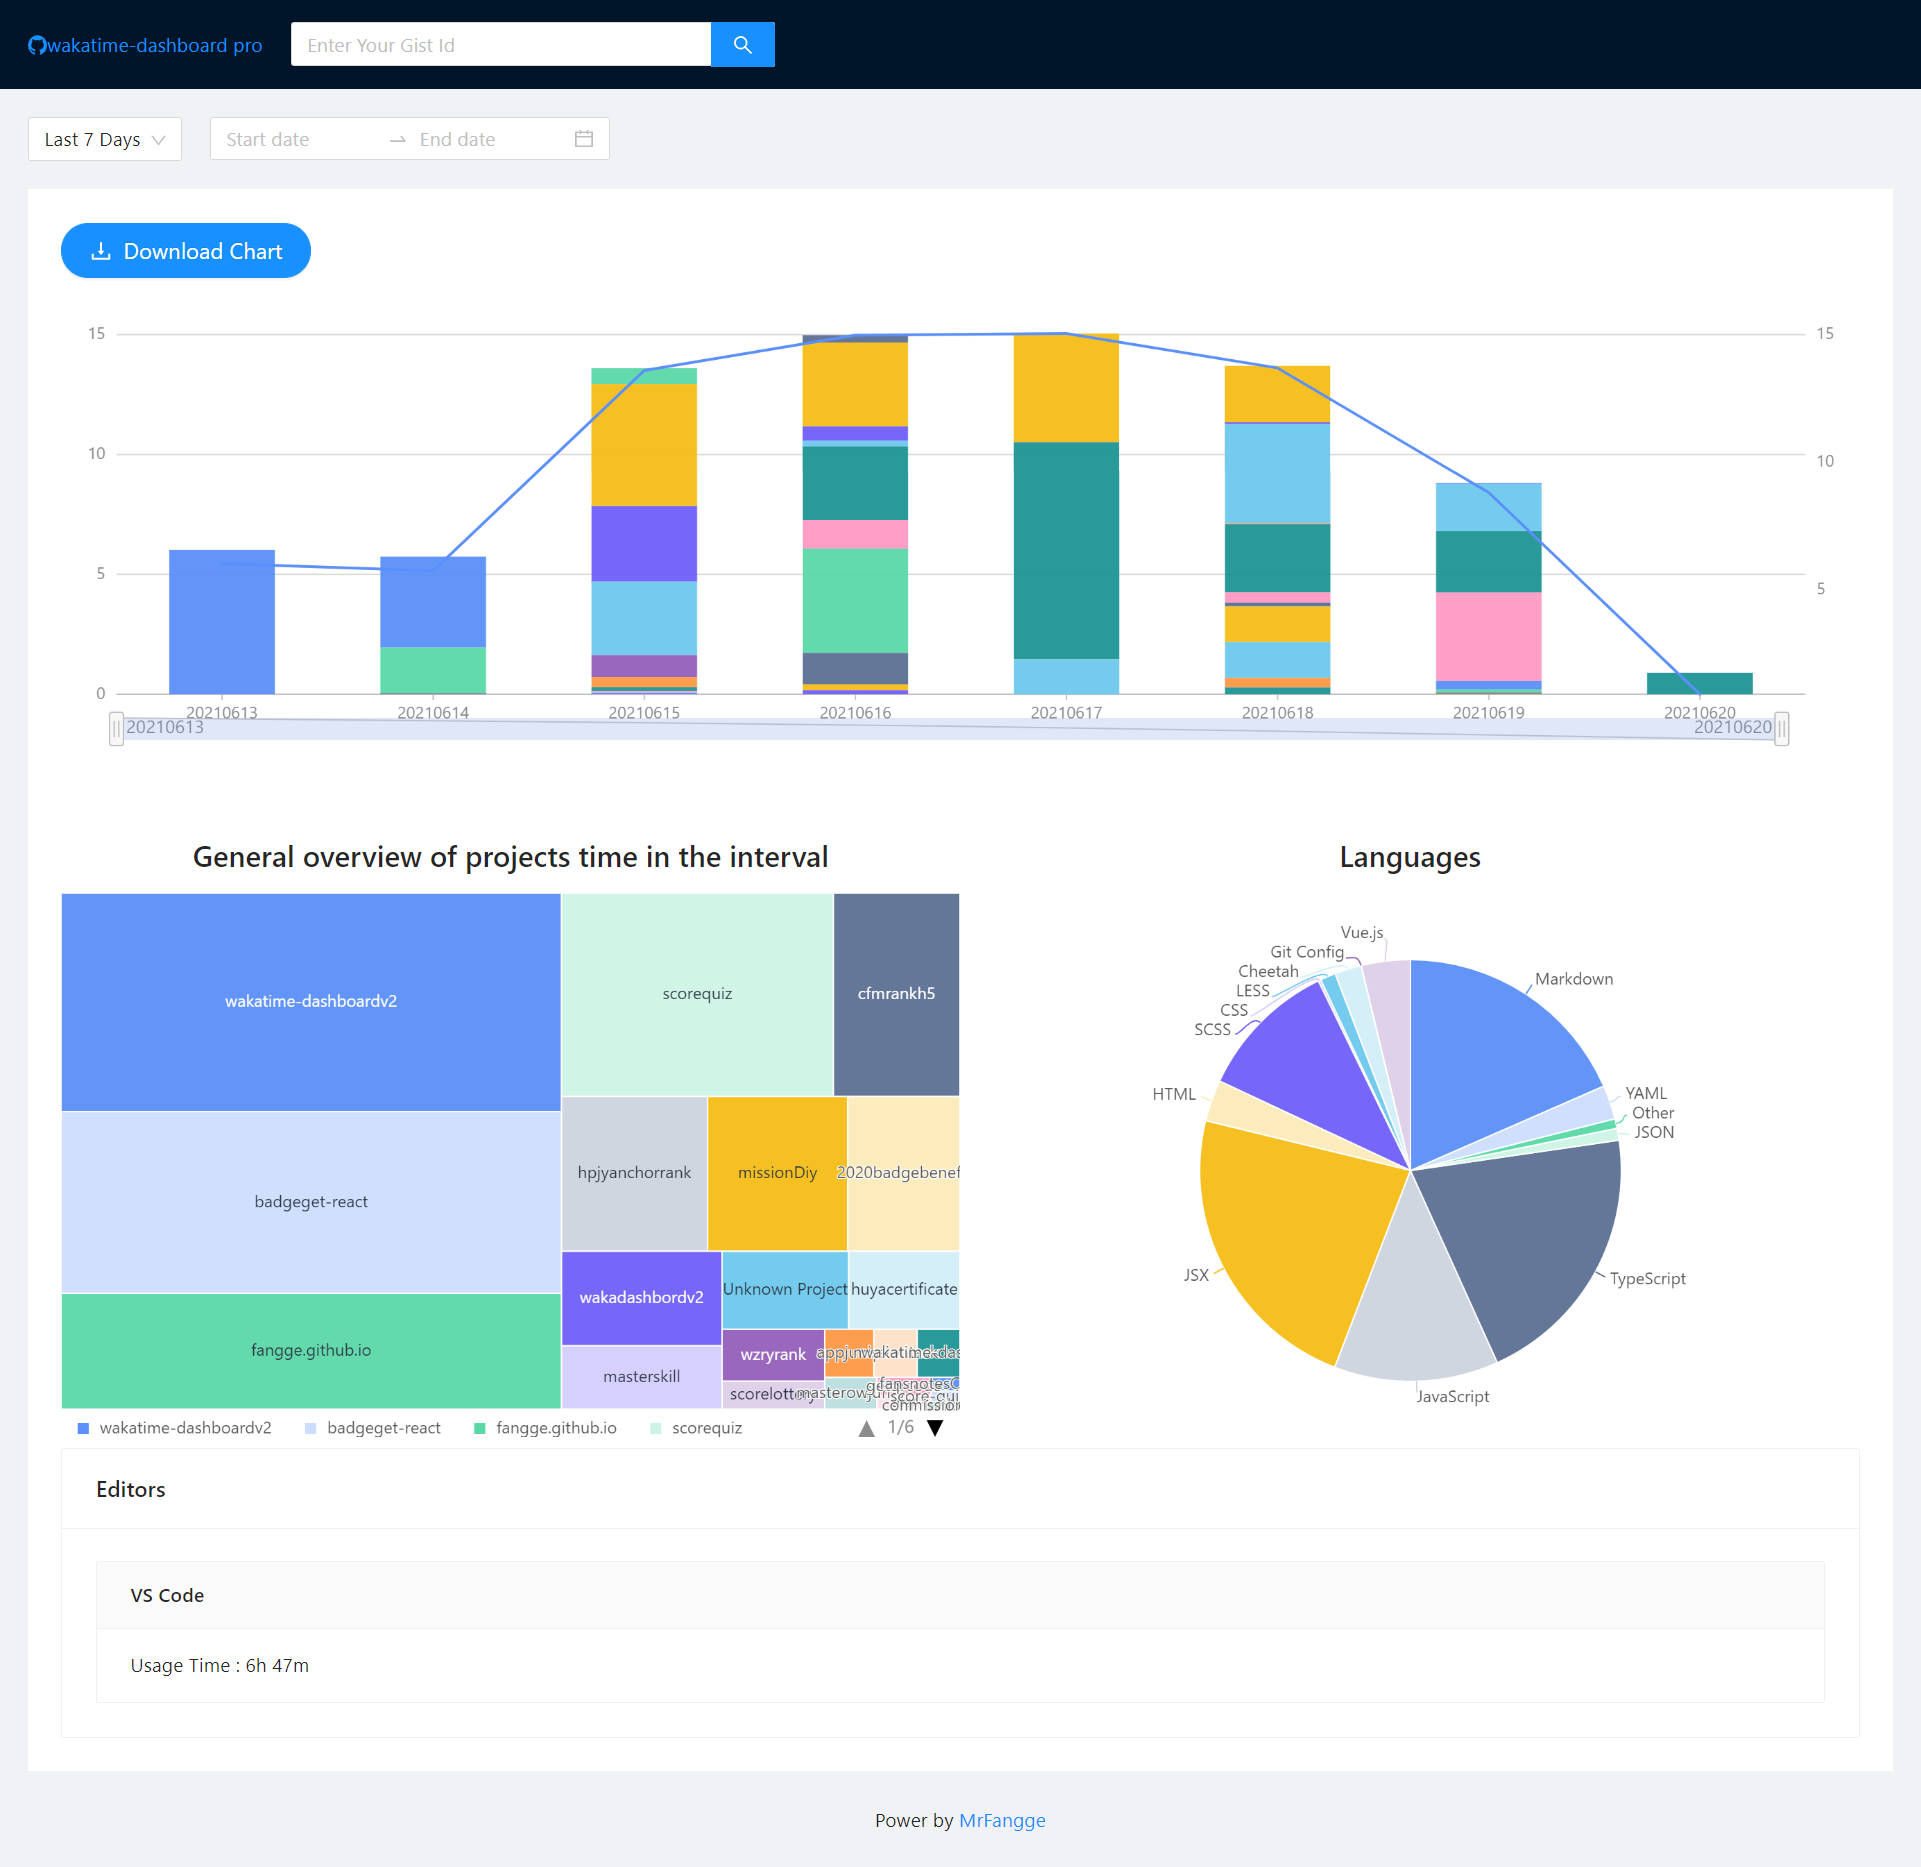 wakatime-dashboard pro
Enter Your Gist Id
Last 7 Days
Start date
End date
Download Chart
15
10
5
0
15
10
5
20210613
20210614
20210615
20210616
20210617
20210618
20210619
20210620
20210613
20210620
General overview of projects time in the interval
Languages
wakatime-dashboardv2
scorequiz
cfmrankh5
badgeget-react
hpjyanchorrank
missionDiy
2020badgebenef
fangge.github.io
wakadashbordv2
Unknown Project
huyacertificate
wzryrank
masterskill
wakatime-dashboardv2
badgeget-react
fangge.github.io
scorequiz
1/6
Vue.js
Git Config
Cheetah
LESS
CSS
SCSS
HTML
JSX
Markdown
YAML
Other
JSON
TypeScript
JavaScript
Editors
VS Code
Usage Time : 6h 47m
Power by MrFangge